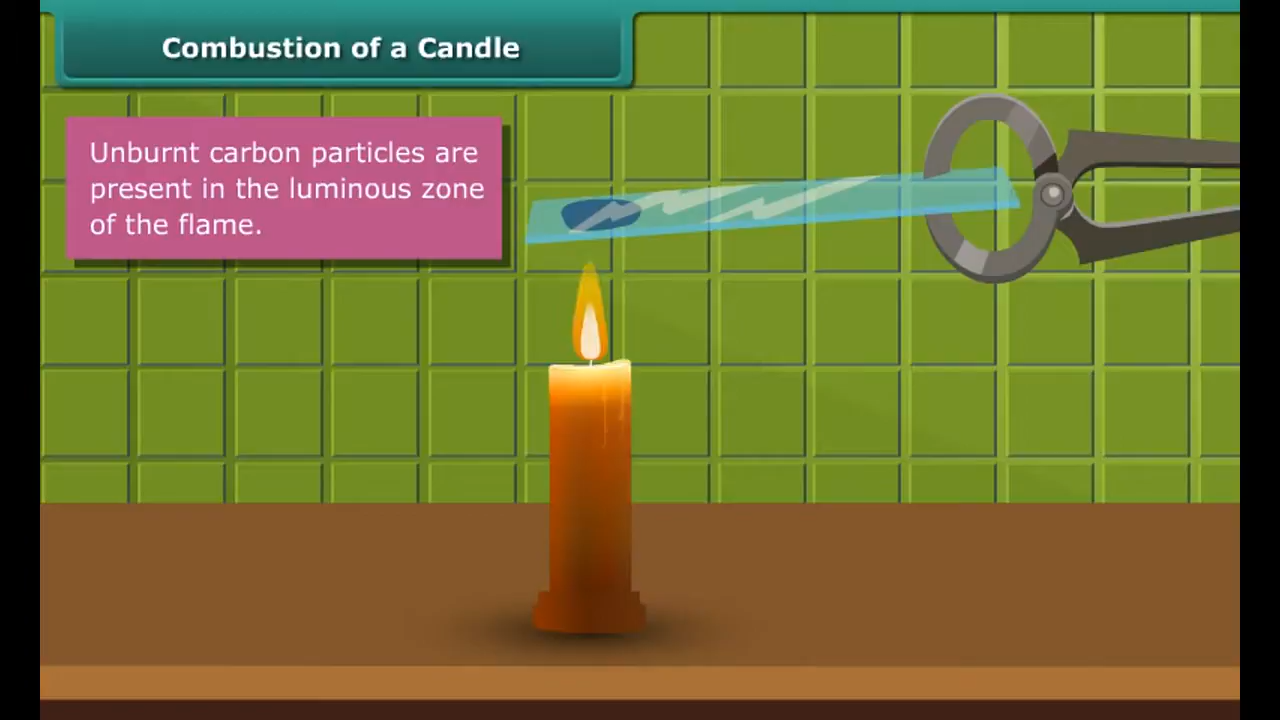 Combustion of a Candle
Unburnt carbon particles are
present in the luminous zone
of the flame.